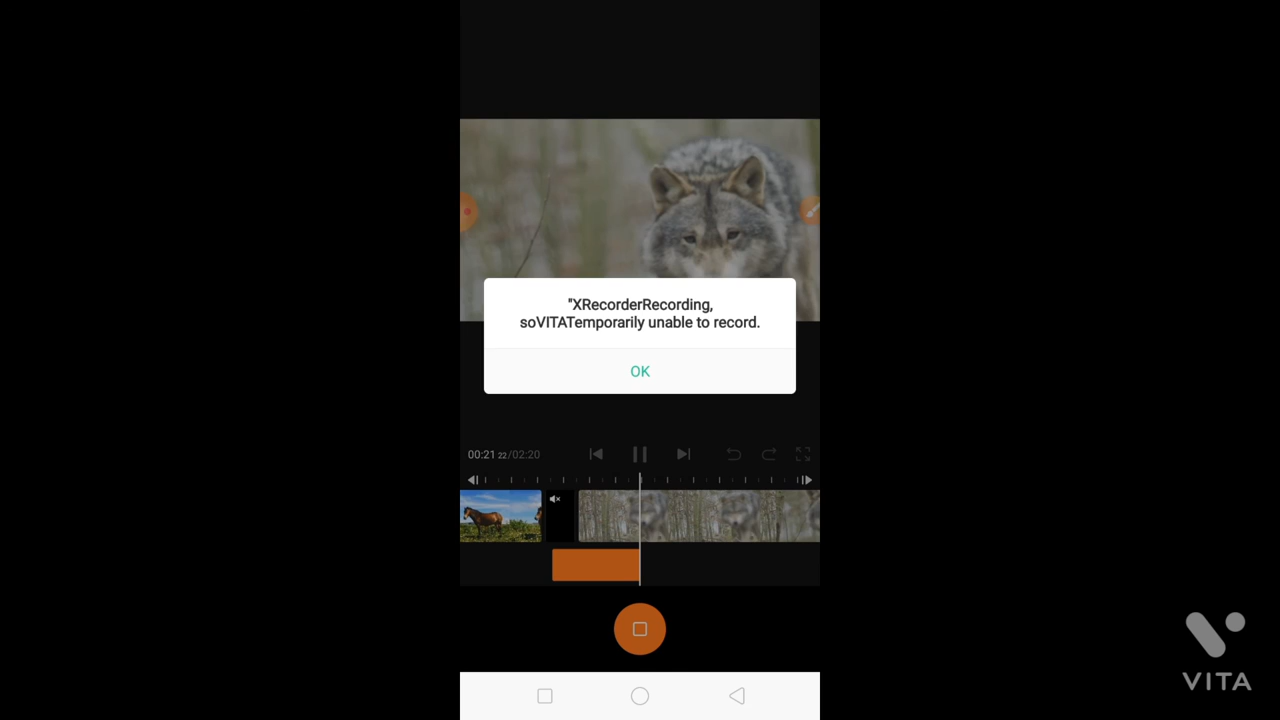 "XRecorderRecording,
soVITATemporarily unable to record.
OK
00:21 22/02:20
VITA